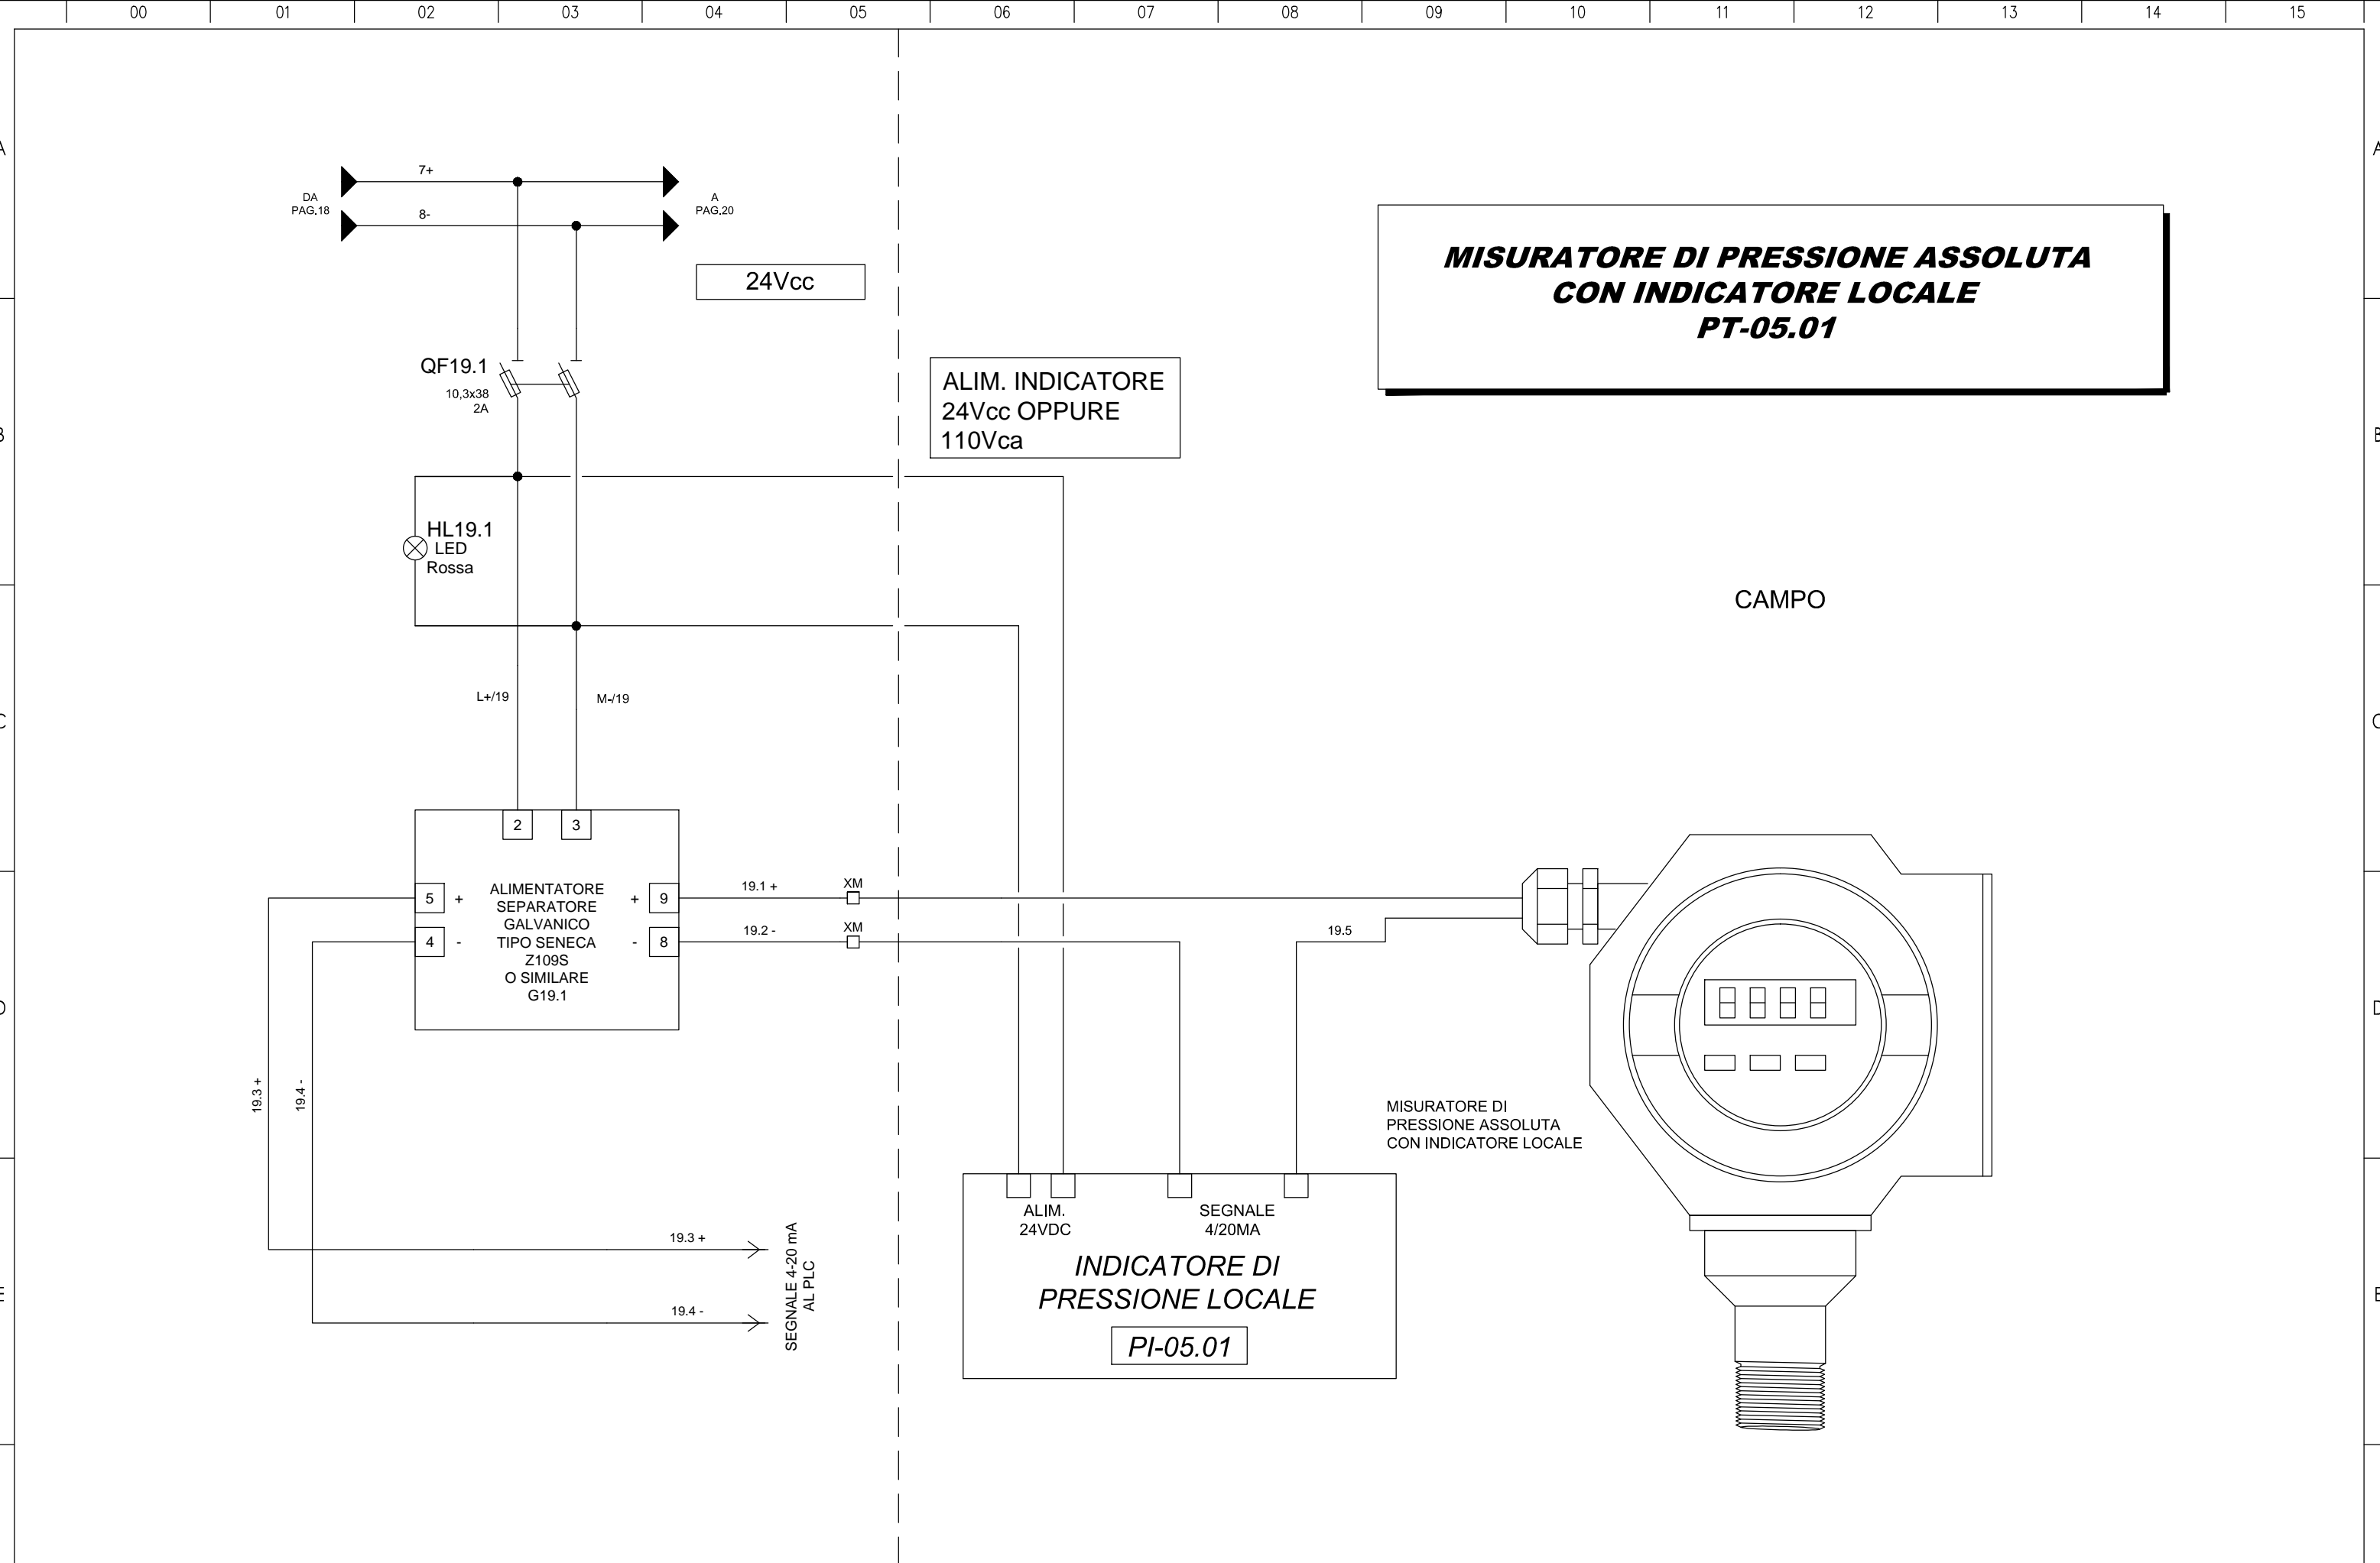 00 01 02 03 04 05 06 07 08 09 10 11 12 13 14 15
A
A
7+
DA
PAG.18
8-
A
PAG.20
24Vcc
MISURATORE DI PRESSIONE ASSOLUTA
CON INDICATORE LOCALE
PT-05.01
QF19.1
10,3x38
2A
ALIM. INDICATORE
24Vcc OPPURE
110Vca
B
B
HL19.1
LED
Rossa
CAMPO
L+/19
M-/19
C
C
2
3
5
+
4
-
ALIMENTATORE
SEPARATORE
GALVANICO
TIPO SENECA
Z109S
O SIMILARE
G19.1
+
9
-
8
19.1 +
XM
19.2 -
XM
19.5
D
D
19.3 +
19.4 -
MISURATORE DI
PRESSIONE ASSOLUTA
CON INDICATORE LOCALE
ALIM.
24VDC
SEGNALE
4/20MA
19.3 +
19.4 -
SEGNALE 4-20 mA
AL PLC
INDICATORE DI
PRESSIONE LOCALE
PI-05.01
E
E